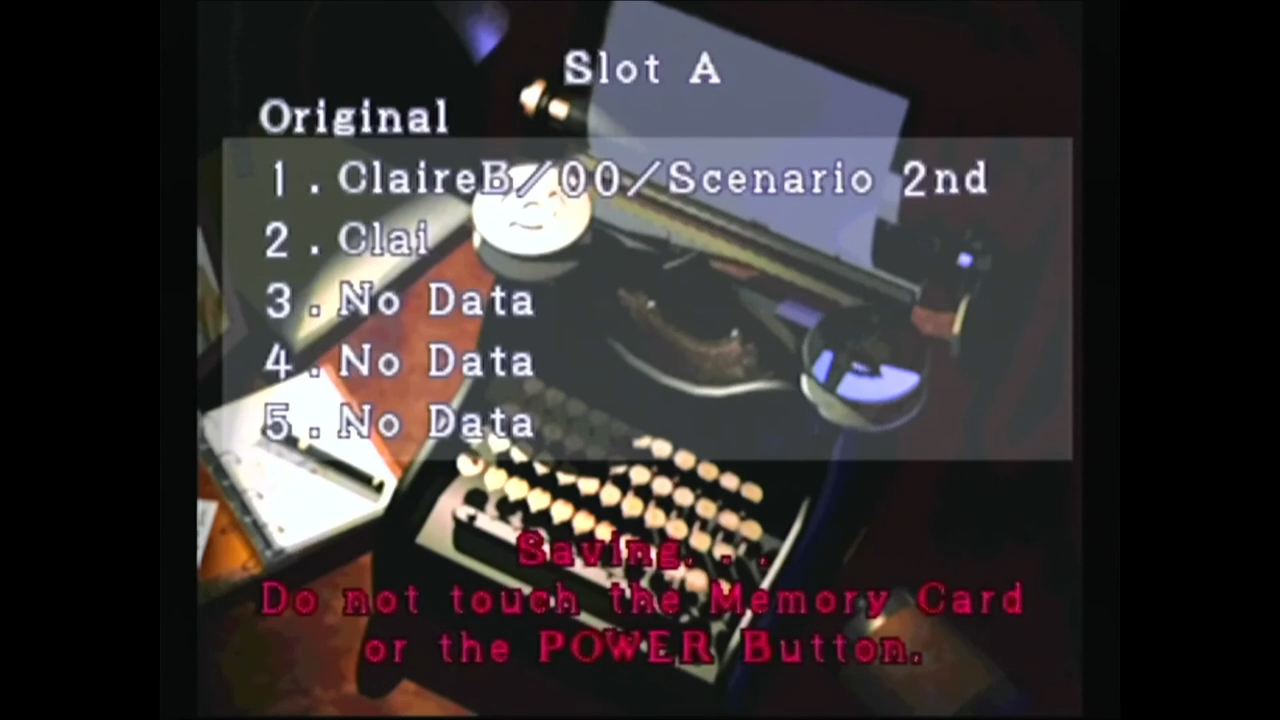 Slot A
Original
1. ClaireB/00/Scenario 2nd
2. Clai
3. No Data
4. No Data
5. No Data
Saving...
Do not touch the Memory Card
or the POWER Button.